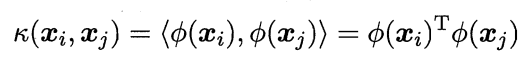 κ(𝒙ᵢ, 𝒙ⱼ) = ⟨ϕ(𝒙ᵢ), ϕ(𝒙ⱼ)⟩ = ϕ(𝒙ᵢ)ᵀϕ(𝒙ⱼ)